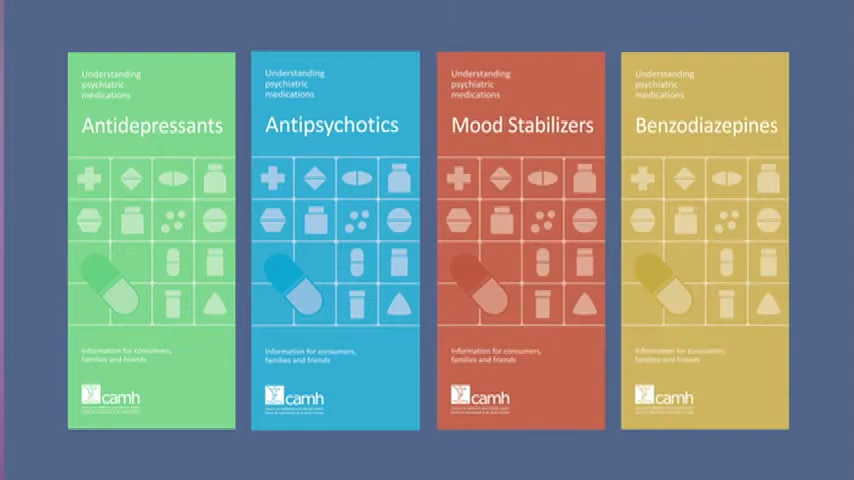 Understanding
psychiatric
medications
Antidepressants
Information for consumers,
families and friends
camh
Understanding
psychiatric
medications
Antipsychotics
Information for consumers,
families and friends
camh
Understanding
psychiatric
medications
Mood Stabilizers
Information for consumers,
families and friends
camh
Understanding
psychiatric
medications
Benzodiazepines
Information for consumers,
families and friends
camh